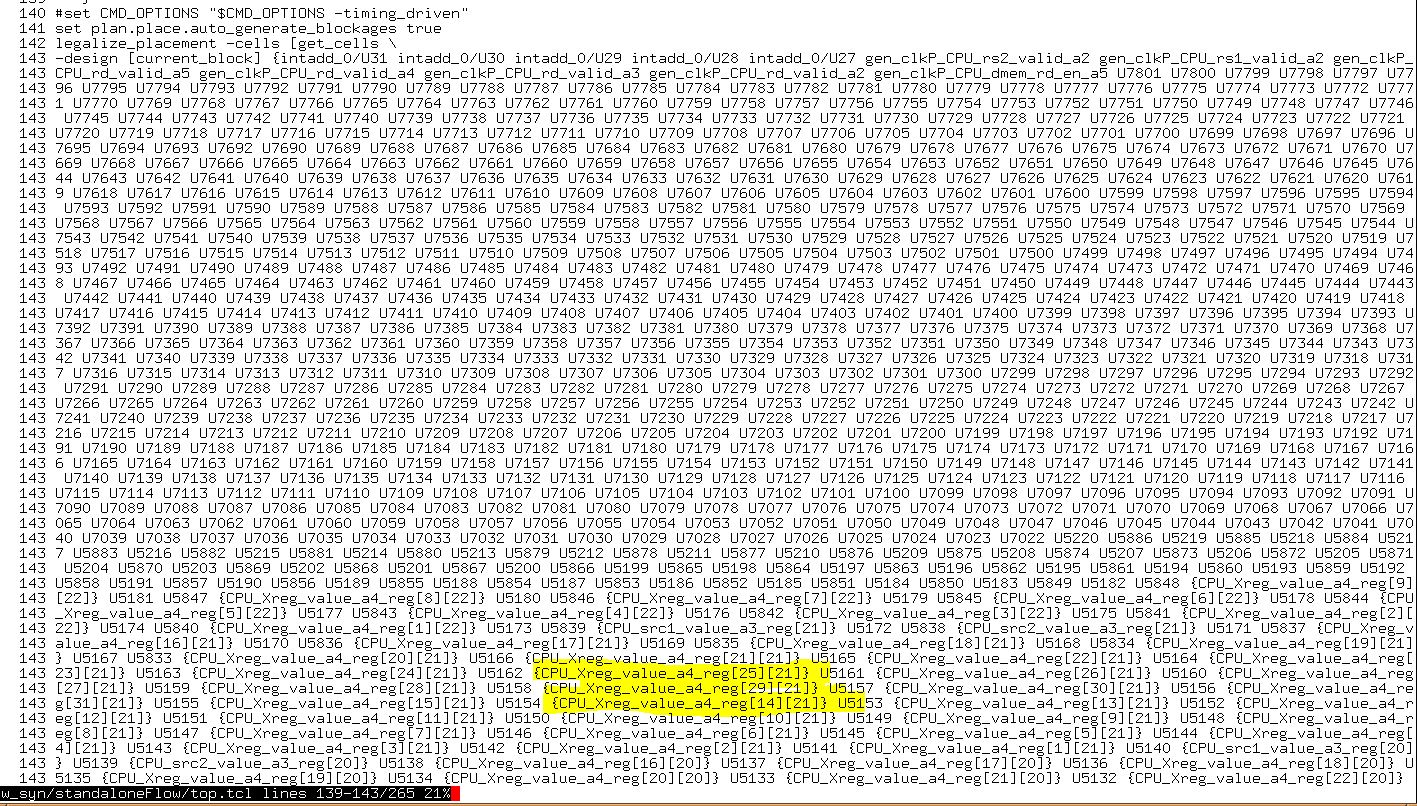 140 #set CMD_OPTIONS "$CMD_OPTIONS -timing_driven"
141 set plan.place.auto_generate_blockages true
142 legalize_placement -cells [get_cells \
143 -design [current_block] {intadd_0/U31 intadd_0/U30 intadd_0/U29 intadd_0/U28 intadd_0/U27 gen_clkP_CPU_rs2_valid_a2 gen_clkP_CPU_rs1_valid_a2 gen_clkP_
143 CPU_rd_valid_a5 gen_clkP_CPU_rd_valid_a4 gen_clkP_CPU_rd_valid_a3 gen_clkP_CPU_rd_valid_a2 gen_clkP_CPU_dmem_rd_en_a5 U7801 U7800 U7799 U7798 U7797 U77
143 96 U7795 U7794 U7793 U7792 U7791 U7790 U7789 U7788 U7787 U7786 U7785 U7784 U7783 U7782 U7781 U7780 U7779 U7778 U7777 U7776 U7775 U7774 U7773 U7772 U777
143 1 U7770 U7769 U7768 U7767 U7766 U7765 U7764 U7763 U7762 U7761 U7760 U7759 U7758 U7757 U7756 U7755 U7754 U7753 U7752 U7751 U7750 U7749 U7748 U7747 U7746
143 U7745 U7744 U7743 U7742 U7741 U7740 U7739 U7738 U7737 U7736 U7735 U7734 U7733 U7732 U7731 U7730 U7729 U7728 U7727 U7726 U7725 U7724 U7723 U7722 U7721
143 U7720 U7719 U7718 U7717 U7716 U7715 U7714 U7713 U7712 U7711 U7710 U7709 U7708 U7707 U7706 U7705 U7704 U7703 U7702 U7701 U7700 U7699 U7698 U7697 U7696 U
143 7695 U7694 U7693 U7692 U7691 U7690 U7689 U7688 U7687 U7686 U7685 U7684 U7683 U7682 U7681 U7680 U7679 U7678 U7677 U7676 U7675 U7674 U7673 U7672 U7671 U7670 U7
143 669 U7668 U7667 U7666 U7665 U7664 U7663 U7662 U7661 U7660 U7659 U7658 U7657 U7656 U7655 U7654 U7653 U7652 U7651 U7650 U7649 U7648 U7647 U7646 U7645 U76
143 44 U7643 U7642 U7641 U7640 U7639 U7638 U7637 U7636 U7635 U7634 U7633 U7632 U7631 U7630 U7629 U7628 U7627 U7626 U7625 U7624 U7623 U7622 U7621 U7620 U761
143 9 U7618 U7617 U7616 U7615 U7614 U7613 U7612 U7611 U7610 U7609 U7608 U7607 U7606 U7605 U7604 U7603 U7602 U7601 U7600 U7599 U7598 U7597 U7596 U7595 U7594
143 U7593 U7592 U7591 U7590 U7589 U7588 U7587 U7586 U7585 U7584 U7583 U7582 U7581 U7580 U7579 U7578 U7577 U7576 U7575 U7574 U7573 U7572 U7571 U7570 U7569
143 U7568 U7567 U7566 U7565 U7564 U7563 U7562 U7561 U7560 U7559 U7558 U7557 U7556 U7555 U7554 U7553 U7552 U7551 U7550 U7549 U7548 U7547 U7546 U7545 U7544 U
143 7543 U7542 U7541 U7540 U7539 U7538 U7537 U7536 U7535 U7534 U7533 U7532 U7531 U7530 U7529 U7528 U7527 U7526 U7525 U7524 U7523 U7522 U7521 U7520 U7519 U7
143 518 U7517 U7516 U7515 U7514 U7513 U7512 U7511 U7510 U7509 U7508 U7507 U7506 U7505 U7504 U7503 U7502 U7501 U7500 U7499 U7498 U7497 U7496 U7495 U7494 U74
143 93 U7492 U7491 U7490 U7489 U7488 U7487 U7486 U7485 U7484 U7483 U7482 U7481 U7480 U7479 U7478 U7477 U7476 U7475 U7474 U7473 U7472 U7471 U7470 U7469 U746
143 8 U7467 U7466 U7465 U7464 U7463 U7462 U7461 U7460 U7459 U7458 U7457 U7456 U7455 U7454 U7453 U7452 U7451 U7450 U7449 U7448 U7447 U7446 U7445 U7444 U7443
143 U7442 U7441 U7440 U7439 U7438 U7437 U7436 U7435 U7434 U7433 U7432 U7431 U7430 U7429 U7428 U7427 U7426 U7425 U7424 U7423 U7422 U7421 U7420 U7419 U7418
143 U7417 U7416 U7415 U7414 U7413 U7412 U7411 U7410 U7409 U7408 U7407 U7406 U7405 U7404 U7403 U7402 U7401 U7400 U7399 U7398 U7397 U7396 U7395 U7394 U7393 U
143 7392 U7391 U7390 U7389 U7388 U7387 U7386 U7385 U7384 U7383 U7382 U7381 U7380 U7379 U7378 U7377 U7376 U7375 U7374 U7373 U7372 U7371 U7370 U7369 U7368 U7
143 367 U7366 U7365 U7364 U7363 U7362 U7361 U7360 U7359 U7358 U7357 U7356 U7355 U7354 U7353 U7352 U7351 U7350 U7349 U7348 U7347 U7346 U7345 U7344 U7343 U73
143 42 U7341 U7340 U7339 U7338 U7337 U7336 U7335 U7334 U7333 U7332 U7331 U7330 U7329 U7328 U7327 U7326 U7325 U7324 U7323 U7322 U7321 U7320 U7319 U7318 U731
143 7 U7316 U7315 U7314 U7313 U7312 U7311 U7310 U7309 U7308 U7307 U7306 U7305 U7304 U7303 U7302 U7301 U7300 U7299 U7298 U7297 U7296 U7295 U7294 U7293 U7292
143 U7291 U7290 U7289 U7288 U7287 U7286 U7285 U7284 U7283 U7282 U7281 U7280 U7279 U7278 U7277 U7276 U7275 U7274 U7273 U7272 U7271 U7270 U7269 U7268 U7267
143 U7266 U7265 U7264 U7263 U7262 U7261 U7260 U7259 U7258 U7257 U7256 U7255 U7254 U7253 U7252 U7251 U7250 U7249 U7248 U7247 U7246 U7245 U7244 U7243 U7242 U
143 7241 U7240 U7239 U7238 U7237 U7236 U7235 U7234 U7233 U7232 U7231 U7230 U7229 U7228 U7227 U7226 U7225 U7224 U7223 U7222 U7221 U7220 U7219 U7218 U7217 U7
143 216 U7215 U7214 U7213 U7212 U7211 U7210 U7209 U7208 U7207 U7206 U7205 U7204 U7203 U7202 U7201 U7200 U7199 U7198 U7197 U7196 U7195 U7194 U7193 U7192 U71
143 91 U7190 U7189 U7188 U7187 U7186 U7185 U7184 U7183 U7182 U7181 U7180 U7179 U7178 U7177 U7176 U7175 U7174 U7173 U7172 U7171 U7170 U7169 U7168 U7167 U716
143 6 U7165 U7164 U7163 U7162 U7161 U7160 U7159 U7158 U7157 U7156 U7155 U7154 U7153 U7152 U7151 U7150 U7149 U7148 U7147 U7146 U7145 U7144 U7143 U7142 U7141
143 U7140 U7139 U7138 U7137 U7136 U7135 U7134 U7133 U7132 U7131 U7130 U7129 U7128 U7127 U7126 U7125 U7124 U7123 U7122 U7121 U7120 U7119 U7118 U7117 U7116
143 U7115 U7114 U7113 U7112 U7111 U7110 U7109 U7108 U7107 U7106 U7105 U7104 U7103 U7102 U7101 U7100 U7099 U7098 U7097 U7096 U7095 U7094 U7093 U7092 U7091 U
143 7090 U7089 U7088 U7087 U7086 U7085 U7084 U7083 U7082 U7081 U7080 U7079 U7078 U7077 U7076 U7075 U7074 U7073 U7072 U7071 U7070 U7069 U7068 U7067 U7066 U7
143 065 U7064 U7063 U7062 U7061 U7060 U7059 U7058 U7057 U7056 U7055 U7054 U7053 U7052 U7051 U7050 U7049 U7048 U7047 U7046 U7045 U7044 U7043 U7042 U7041 U70
143 40 U7039 U7038 U7037 U7036 U7035 U7034 U7033 U7032 U7031 U7030 U7029 U7028 U7027 U7026 U7025 U7024 U7023 U7022 U5220 U5886 U5219 U5885 U5218 U5884 U521
143 7 U5883 U5216 U5882 U5215 U5881 U5214 U5880 U5213 U5879 U5212 U5878 U5211 U5877 U5210 U5876 U5209 U5875 U5208 U5874 U5207 U5873 U5206 U5872 U5205 U5871
143 U5204 U5870 U5203 U5869 U5202 U5868 U5201 U5867 U5200 U5866 U5199 U5865 U5198 U5864 U5197 U5863 U5196 U5862 U5195 U5861 U5194 U5860 U5193 U5859 U5192
143 U5858 U5191 U5857 U5190 U5856 U5189 U5855 U5188 U5854 U5187 U5853 U5186 U5852 U5185 U5851 U5184 U5850 U5183 U5849 U5182 U5848 {CPU_Xreg_value_a4_reg[9]
143 [22]} U5181 U5847 {CPU_Xreg_value_a4_reg[8][22]} U5180 U5846 {CPU_Xreg_value_a4_reg[7][22]} U5179 U5845 {CPU_Xreg_value_a4_reg[6][22]} U5178 U5844 {CPU
143 _Xreg_value_a4_reg[5][22]} U5177 U5843 {CPU_Xreg_value_a4_reg[4][22]} U5176 U5842 {CPU_Xreg_value_a4_reg[3][22]} U5175 U5841 {CPU_Xreg_value_a4_reg[2][
143 22]} U5174 U5840 {CPU_Xreg_value_a4_reg[1][22]} U5173 U5839 {CPU_src1_value_a3_reg[21]} U5172 U5838 {CPU_src2_value_a3_reg[21]} U5171 U5837 {CPU_Xreg_v
143 alue_a4_reg[16][21]} U5170 U5836 {CPU_Xreg_value_a4_reg[17][21]} U5169 U5835 {CPU_Xreg_value_a4_reg[18][21]} U5168 U5834 {CPU_Xreg_value_a4_reg[19][21]
143 } U5167 U5833 {CPU_Xreg_value_a4_reg[20][21]} U5166 {CPU_Xreg_value_a4_reg[21][21]} U5165 {CPU_Xreg_value_a4_reg[22][21]} U5164 {CPU_Xreg_value_a4_reg[
143 23][21]} U5163 {CPU_Xreg_value_a4_reg[24][21]} U5162 {CPU_Xreg_value_a4_reg[25][21]} U5161 {CPU_Xreg_value_a4_reg[26][21]} U5160 {CPU_Xreg_value_a4_reg
143 [27][21]} U5159 {CPU_Xreg_value_a4_reg[28][21]} U5158 {CPU_Xreg_value_a4_reg[29][21]} U5157 {CPU_Xreg_value_a4_reg[30][21]} U5156 {CPU_Xreg_value_a4_re
143 g[31][21]} U5155 {CPU_Xreg_value_a4_reg[15][21]} U5154 {CPU_Xreg_value_a4_reg[14][21]} U5153 {CPU_Xreg_value_a4_reg[13][21]} U5152 {CPU_Xreg_value_a4_r
143 eg[12][21]} U5151 {CPU_Xreg_value_a4_reg[11][21]} U5150 {CPU_Xreg_value_a4_reg[10][21]} U5149 {CPU_Xreg_value_a4_reg[9][21]} U5148 {CPU_Xreg_value_a4_r
143 eg[8][21]} U5147 {CPU_Xreg_value_a4_reg[7][21]} U5146 {CPU_Xreg_value_a4_reg[6][21]} U5145 {CPU_Xreg_value_a4_reg[5][21]} U5144 {CPU_Xreg_value_a4_reg[
143 4][21]} U5143 {CPU_Xreg_value_a4_reg[3][21]} U5142 {CPU_Xreg_value_a4_reg[2][21]} U5141 {CPU_Xreg_value_a4_reg[1][21]} U5140 {CPU_src1_value_a3_reg[20]
143 } U5139 {CPU_src2_value_a3_reg[20]} U5138 {CPU_Xreg_value_a4_reg[16][20]} U5137 {CPU_Xreg_value_a4_reg[17][20]} U5136 {CPU_Xreg_value_a4_reg[18][20]} U
143 5135 {CPU_Xreg_value_a4_reg[19][20]} U5134 {CPU_Xreg_value_a4_reg[20][20]} U5133 {CPU_Xreg_value_a4_reg[21][20]} U5132 {CPU_Xreg_value_a4_reg[22][20]}
w_syn/standaloneFlow/top.tcl lines 139-143/265 21%